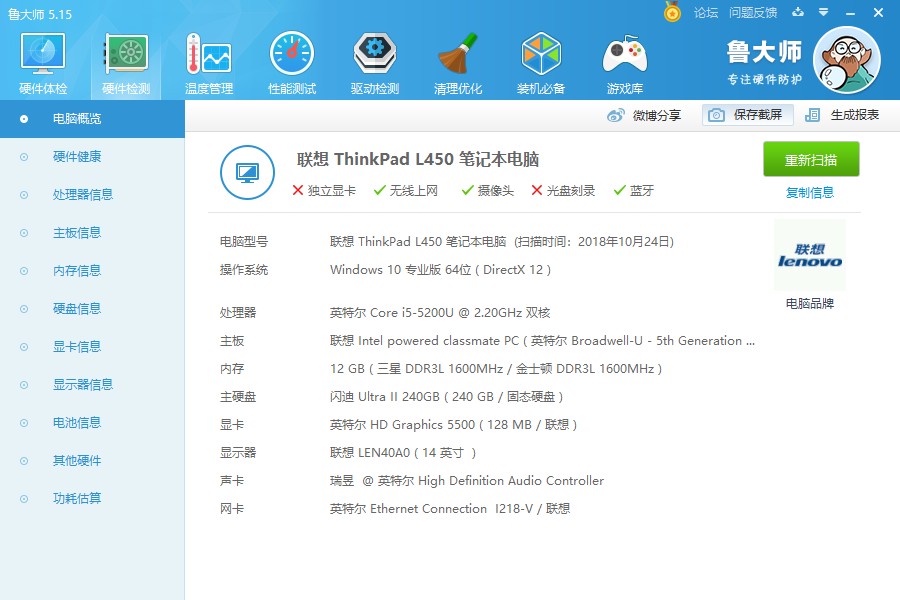 鲁大师 5.15
论坛 问题反馈
硬件体检 硬件检测 温度管理 性能测试 驱动检测 清理优化 装机必备 游戏库
鲁大师
专注硬件防护
微博分享 保存截屏 生成报表
电脑概览
硬件健康
处理器信息
主板信息
内存信息
硬盘信息
显卡信息
显示器信息
电池信息
其他硬件
功耗估算
联想 ThinkPad L450 笔记本电脑
独立显卡 无线上网 摄像头 光盘刻录 蓝牙
重新扫描
复制信息
电脑型号 联想 ThinkPad L450 笔记本电脑 (扫描时间：2018年10月24日)
操作系统 Windows 10 专业版 64位 ( DirectX 12 )
联想
lenovo
电脑品牌
处理器 英特尔 Core i5-5200U @ 2.20GHz 双核
主板 联想 Intel powered classmate PC ( 英特尔 Broadwell-U - 5th Generation ...
内存 12 GB ( 三星 DDR3L 1600MHz / 金士顿 DDR3L 1600MHz )
主硬盘 闪迪 Ultra II 240GB ( 240 GB / 固态硬盘 )
显卡 英特尔 HD Graphics 5500 ( 128 MB / 联想 )
显示器 联想 LEN40A0 ( 14 英寸 )
声卡 瑞昱 @ 英特尔 High Definition Audio Controller
网卡 英特尔 Ethernet Connection I218-V / 联想